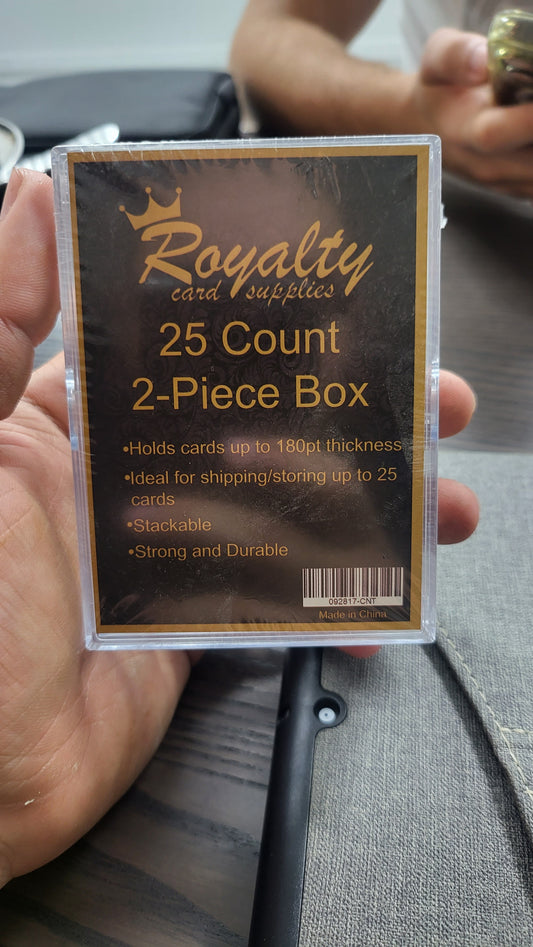 Royalty
card supplies
25 Count
2-Piece Box
•Holds cards up to 180pt thickness
•Ideal for shipping/storing up to 25
cards
•Stackable
•Strong and Durable
092817-CNT
Made in China